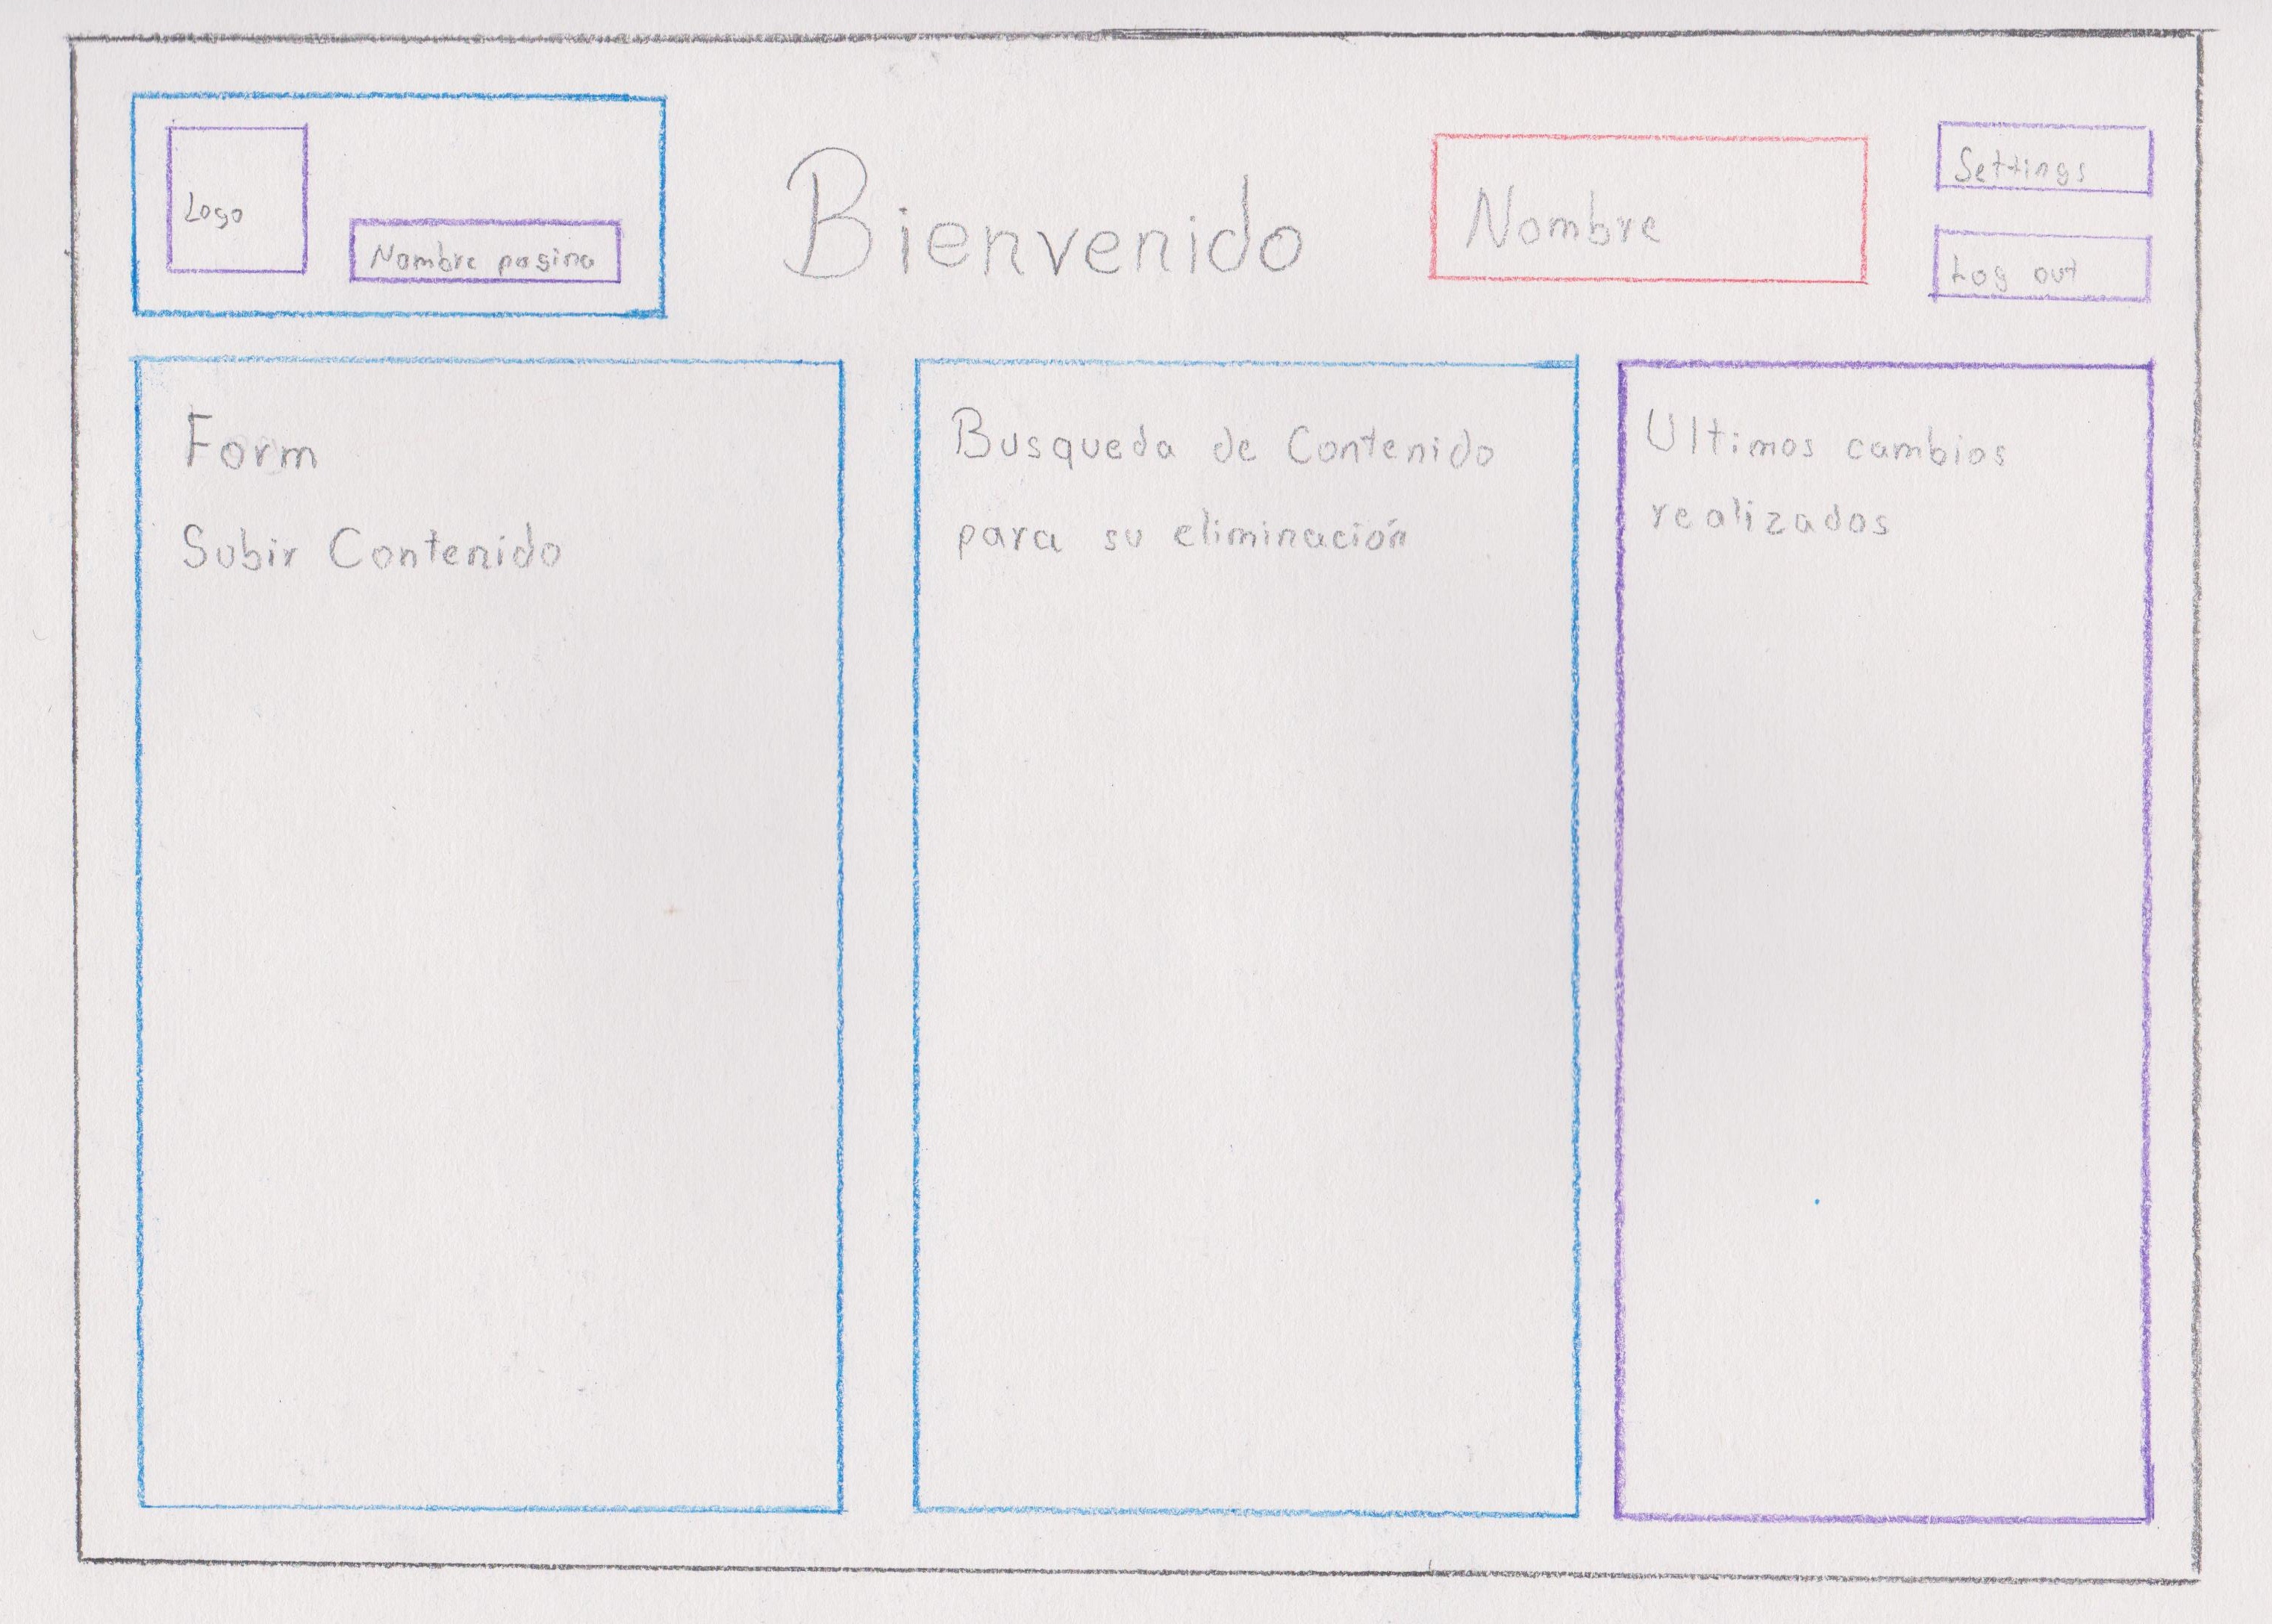 Logo
Nombre pagina
Bienvenido
Nombre
Settings
Log out
Form
Subir Contenido
Busqueda de Contenido
para su eliminación
Ultimos cambios
realizados